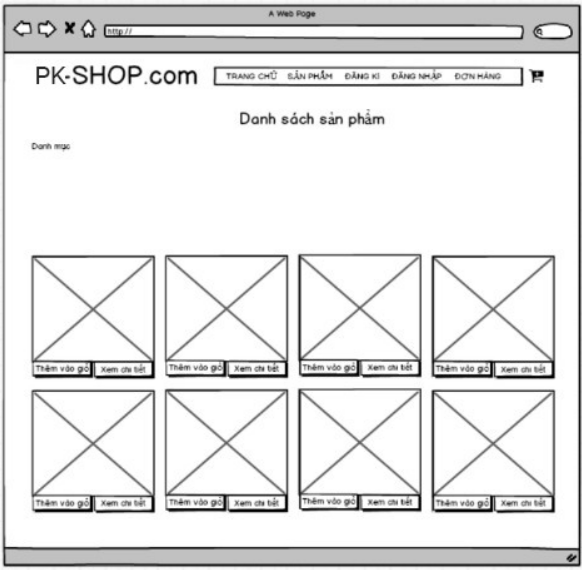 A Web Page
http://
PK-SHOP.com
TRANG CHỦ SẢN PHẨM ĐĂNG KÍ ĐĂNG NHẬP ĐƠN HÀNG
Danh sách sản phẩm
Danh mục
Thêm vào giỏ Xem chi tiết Thêm vào giỏ Xem chi tiết Thêm vào giỏ Xem chi tiết Thêm vào giỏ Xem chi tiết
Thêm vào giỏ Xem chi tiết Thêm vào giỏ Xem chi tiết Thêm vào giỏ Xem chi tiết Thêm vào giỏ Xem chi tiết